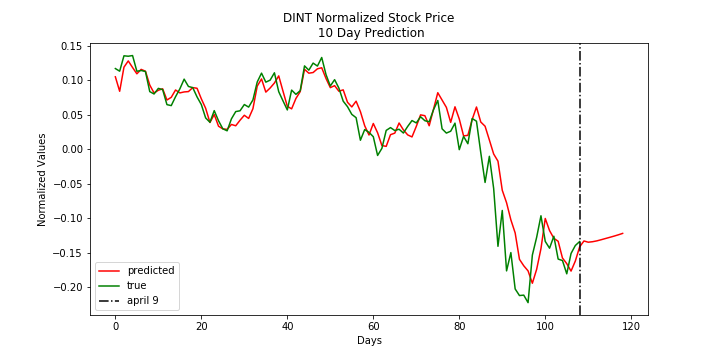 DINT Normalized Stock Price
10 Day Prediction
0.15
0.10
0.05
0.00
−0.05
−0.10
−0.15
−0.20
Normalized Values
predicted
true
april 9
0 20 40 60 80 100 120
Days